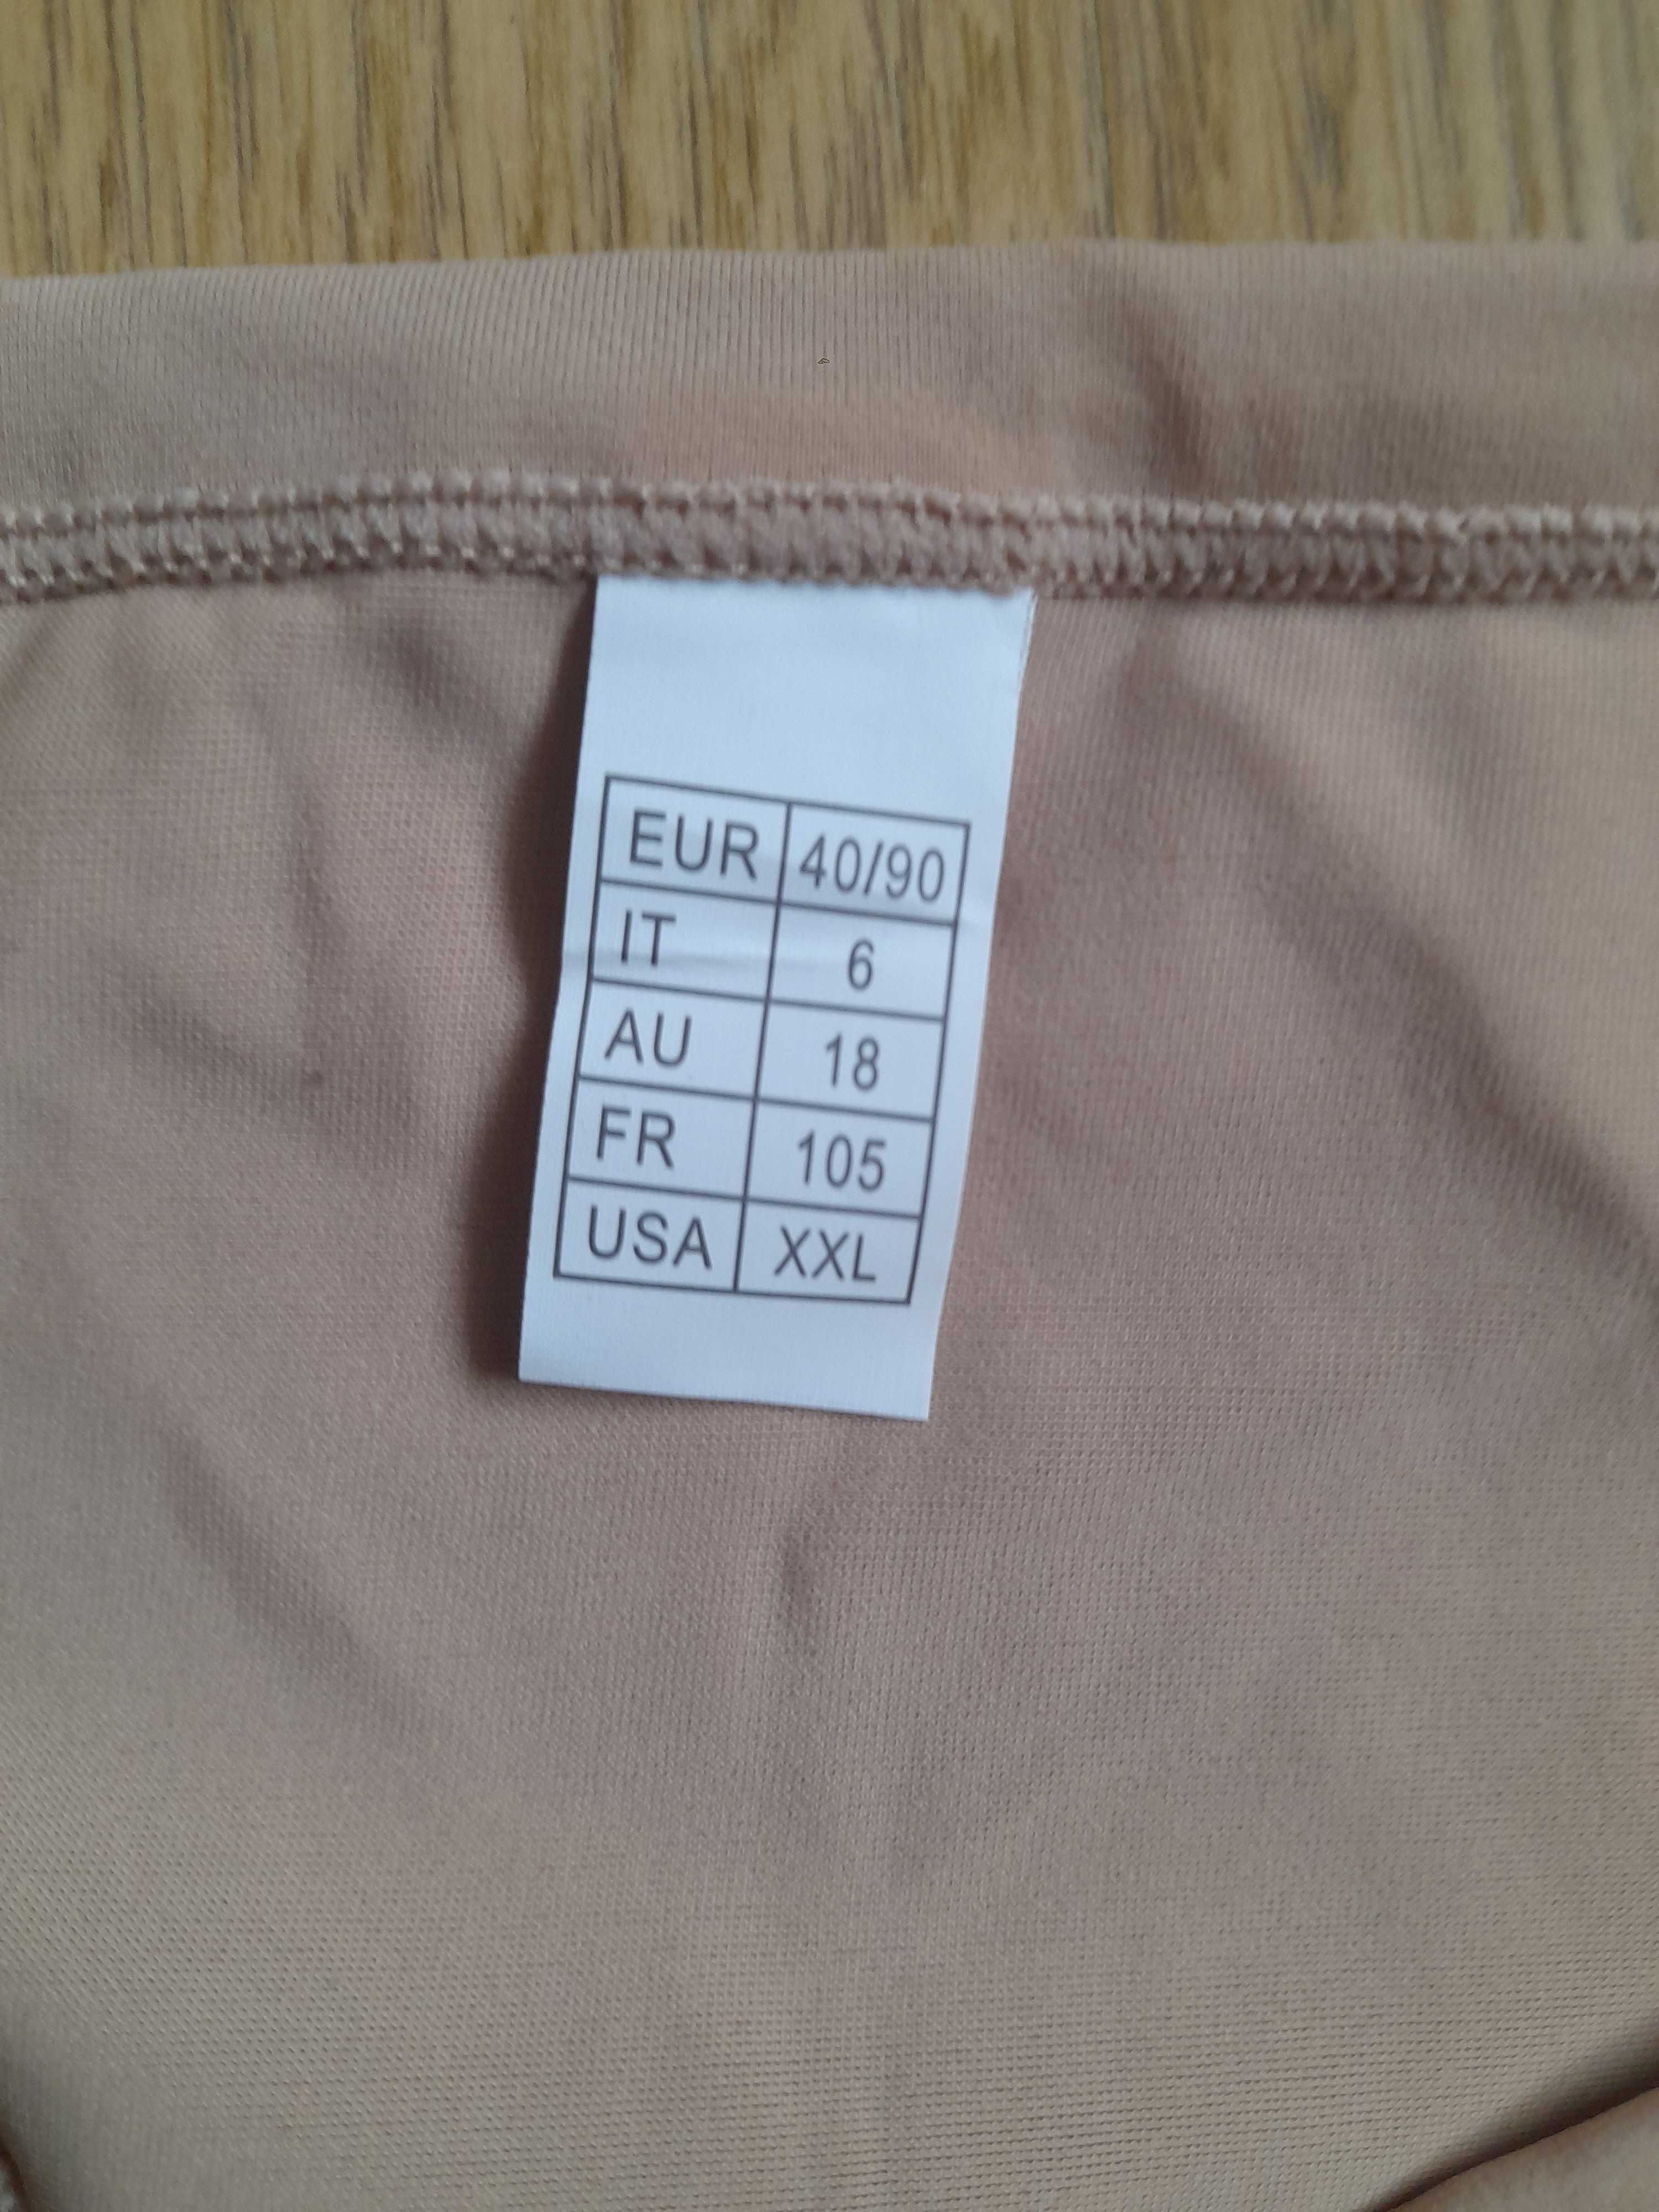 EUR 40/90
IT 6
AU 18
FR 105
USA XXL